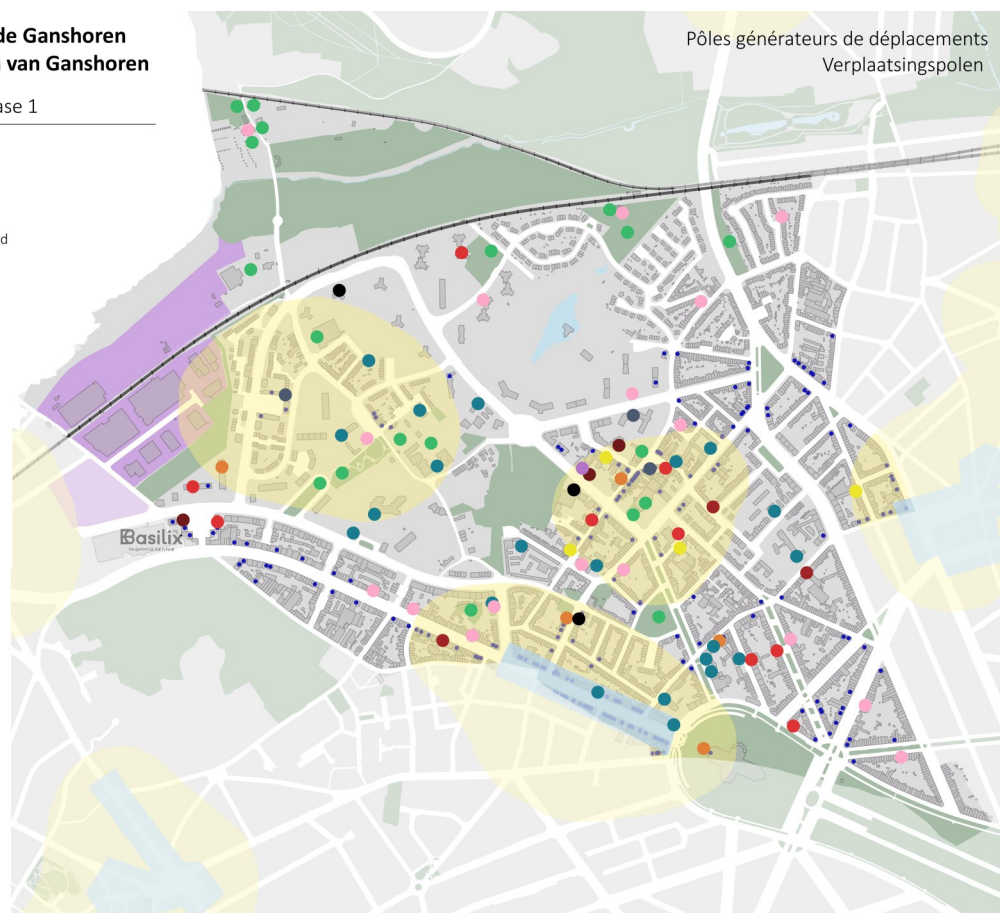 de Ganshoren
van Ganshoren
ase 1
d
Pôles générateurs de déplacements
Verplaatsingspolen
Basilix